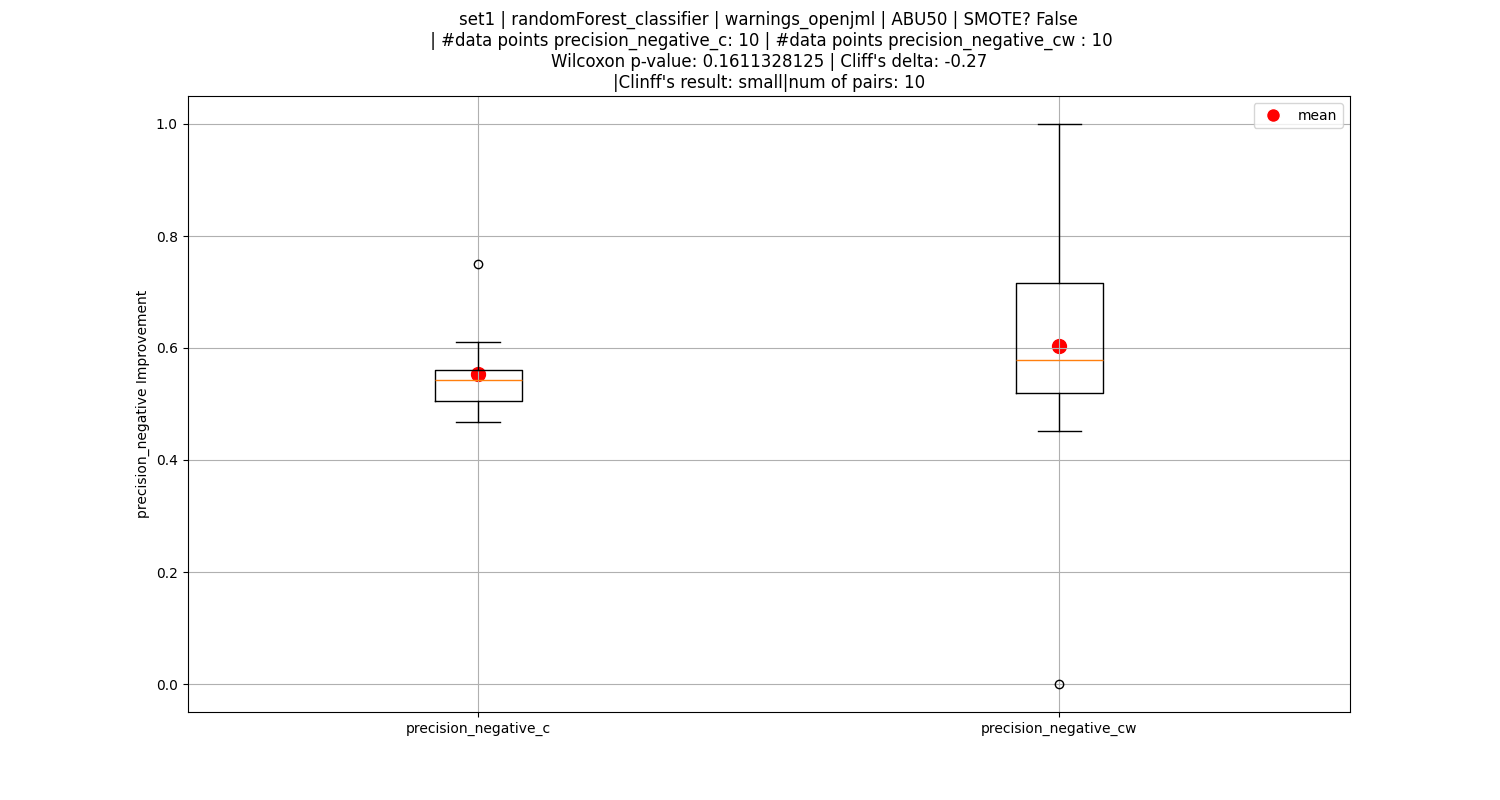 set1 | randomForest_classifier | warnings_openjml | ABU50 | SMOTE? False
| #data points precision_negative_c: 10 | #data points precision_negative_cw : 10
Wilcoxon p-value: 0.1611328125 | Cliff's delta: -0.27
|Clinff's result: small|num of pairs: 10
mean
1.0
0.8
0.6
0.4
0.2
0.0
precision_negative Improvement
precision_negative_c
precision_negative_cw